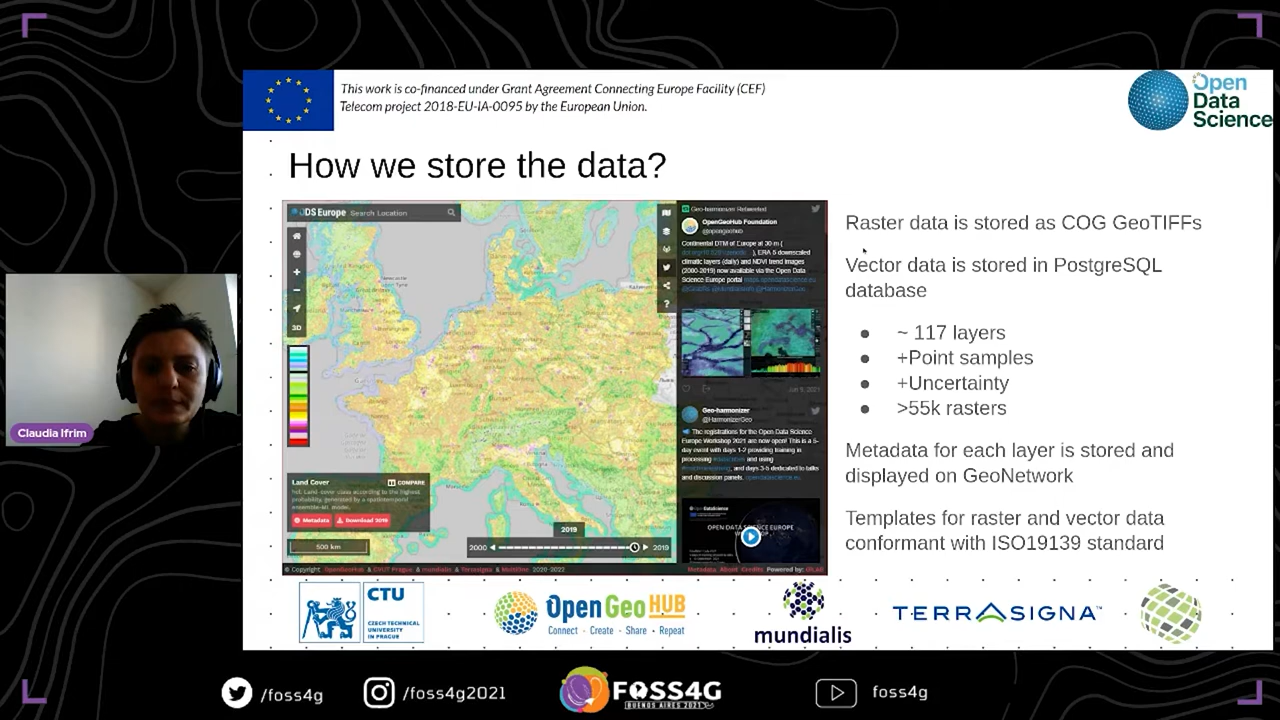 This work is co-financed under Grant Agreement Connecting Europe Facility (CEF)
Telecom project 2018-EU-IA-0095 by the European Union.
Open
Data
Science
How we store the data?
ODS Europe Search Location
3D
Land Cover
COMPARE
hcl. Land-cover class according to the highest
probability, generated by a spatiotemporal
ensemble-ML model.
Metadata
Download 2019
500 km
2019
2000
2019
Geo-harmonizer Retweeted
OpenGeoHub Foundation
@opengeohub
Continental DTM of Europe at 30 m (
), ERA 5 downscaled
climatic layers (daily) and NDVI trend images
(2000-2019) now available via the Open Data
Science Europe portal
Jun 9, 2021
Geo-harmonizer
@HarmonizerGeo
The registrations for the Open Data Science
Europe Workshop 2021 are now open! This is a 5-
day event with days 1-2 providing training in
processing
and using
, and days 3-5 dedicated to talks
and discussion panels.
OPEN DATA SCIENCE EUROPE
© Copyright OpenGeoHub & CVUT Prague & mundialis & Terrasigna & MultiOne 2020-2022
Metadata About Credits Powered by: GiLab
Raster data is stored as COG GeoTIFFs
Vector data is stored in PostgreSQL
database
● ~ 117 layers
● +Point samples
● +Uncertainty
● >55k rasters
Metadata for each layer is stored and
displayed on GeoNetwork
Templates for raster and vector data
conformant with ISO19139 standard
Claudia Ifrim
CTU
CZECH TECHNICAL
UNIVERSITY
IN PRAGUE
OpenGeoHUB
Connect · Create · Share · Repeat
mundialis
TERRASIGNA™
/foss4g
/foss4g2021
FOSS4G
BUENOS AIRES 2021
foss4g